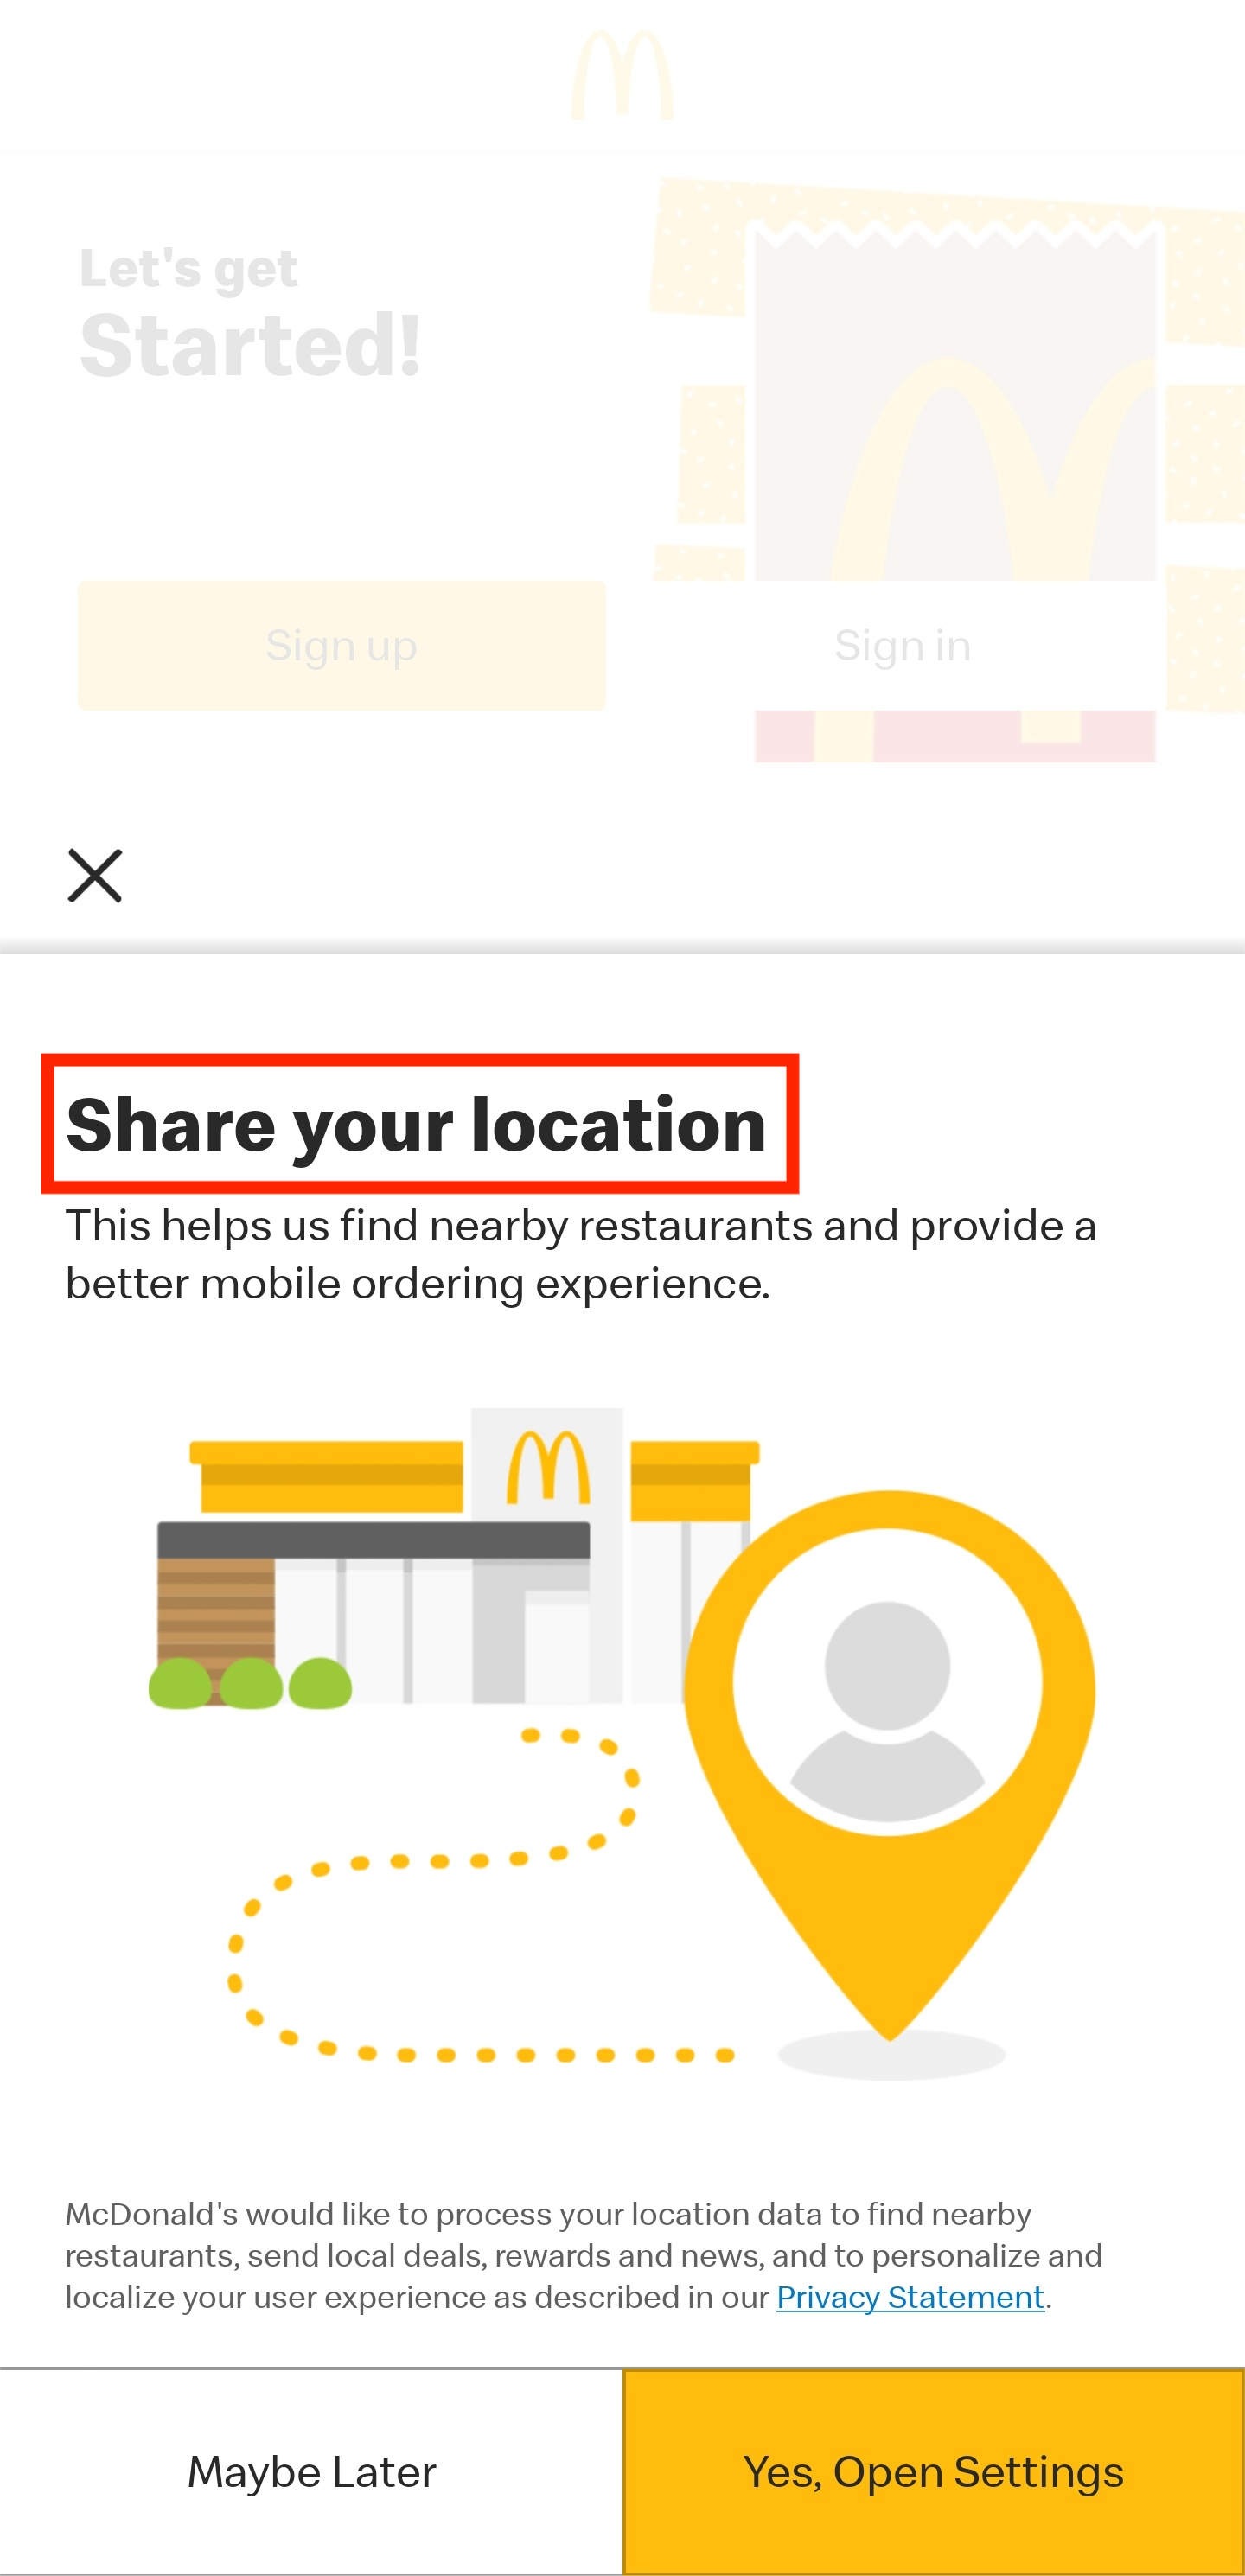 Let's get
Started!
Sign up
Sign in
Share your location
This helps us find nearby restaurants and provide a
better mobile ordering experience.
McDonald's would like to process your location data to find nearby
restaurants, send local deals, rewards and news, and to personalize and
localize your user experience as described in our Privacy Statement.
Maybe Later
Yes, Open Settings